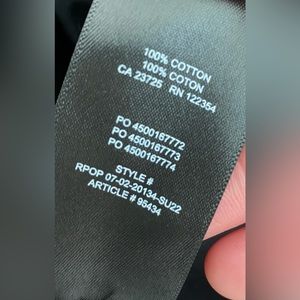 100% COTTON
100% COTON
CA 23725 RN 122354
PO 4500167772
PO 4500167773
PO 4500167774
STYLE #
RPOP 07-02-20134-SU22
ARTICLE # 95434